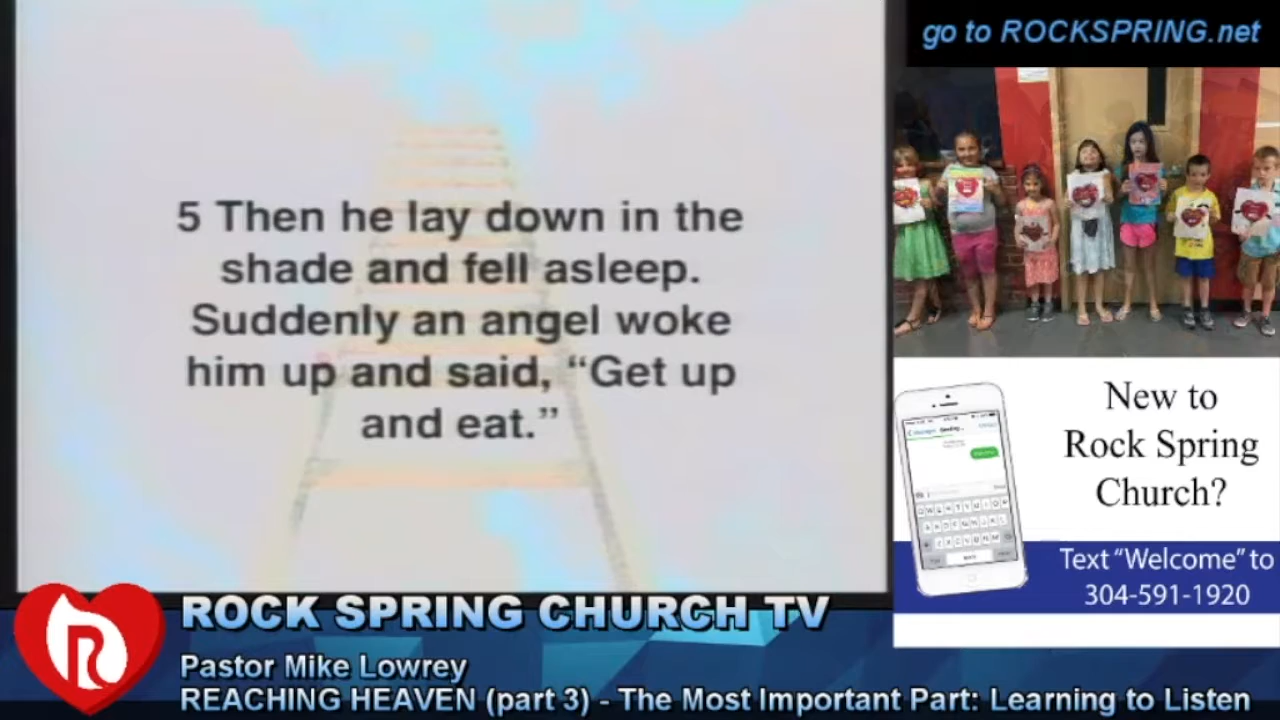 go to ROCKSPRING.net
5 Then he lay down in the
shade and fell asleep.
Suddenly an angel woke
him up and said, “Get up
and eat.”
New to
Rock Spring
Church?
Text “Welcome” to
304-591-1920
ROCK SPRING CHURCH TV
Pastor Mike Lowrey
REACHING HEAVEN (part 3) - The Most Important Part: Learning to Listen